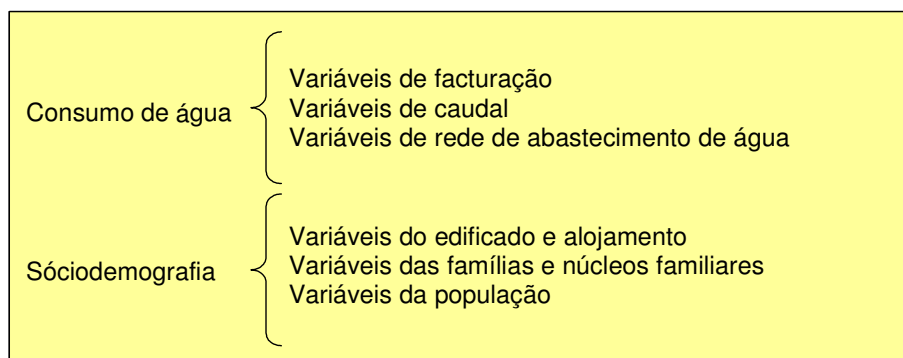 Consumo de água
Variáveis de facturação
Variáveis de caudal
Variáveis de rede de abastecimento de água
Sóciodemografia
Variáveis do edificado e alojamento
Variáveis das famílias e núcleos familiares
Variáveis da população